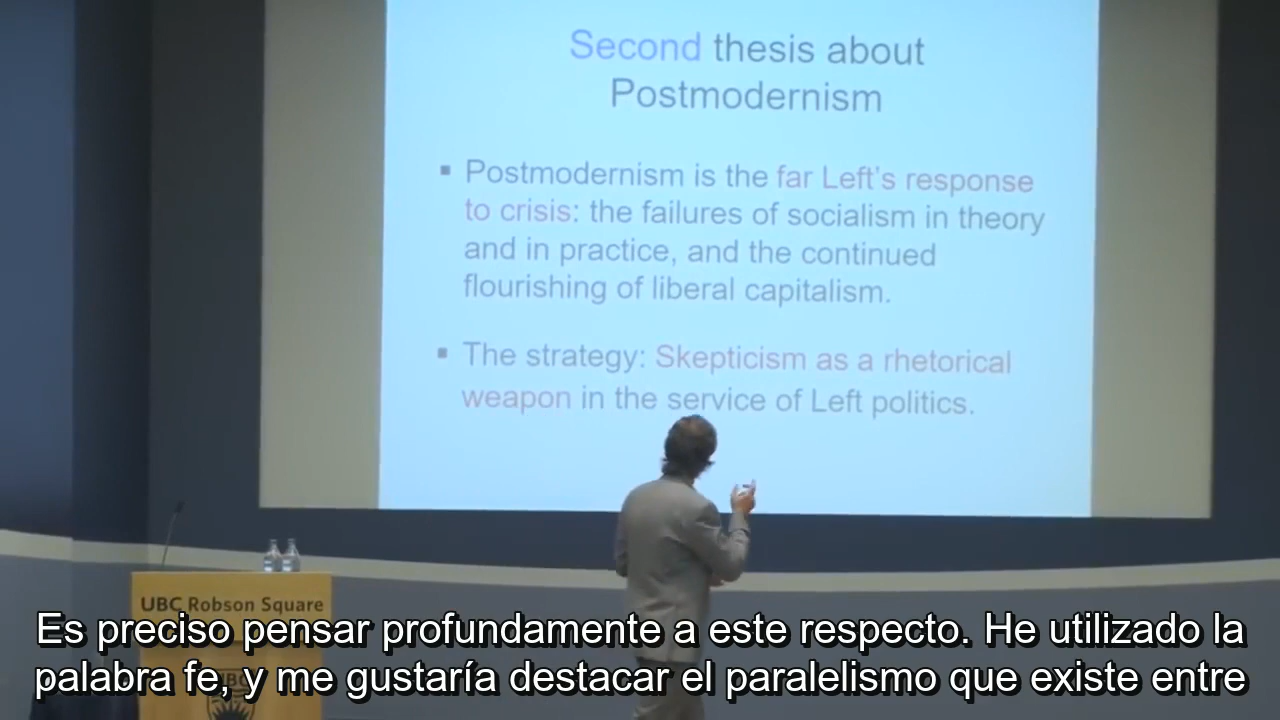 Second thesis about
Postmodernism
▪ Postmodernism is the far Left's response
to crisis: the failures of socialism in theory
and in practice, and the continued
flourishing of liberal capitalism.
▪ The strategy: Skepticism as a rhetorical
weapon in the service of Left politics.
UBC Robson Square
UBC
Es preciso pensar profundamente a este respecto. He utilizado la
palabra fe, y me gustaría destacar el paralelismo que existe entre